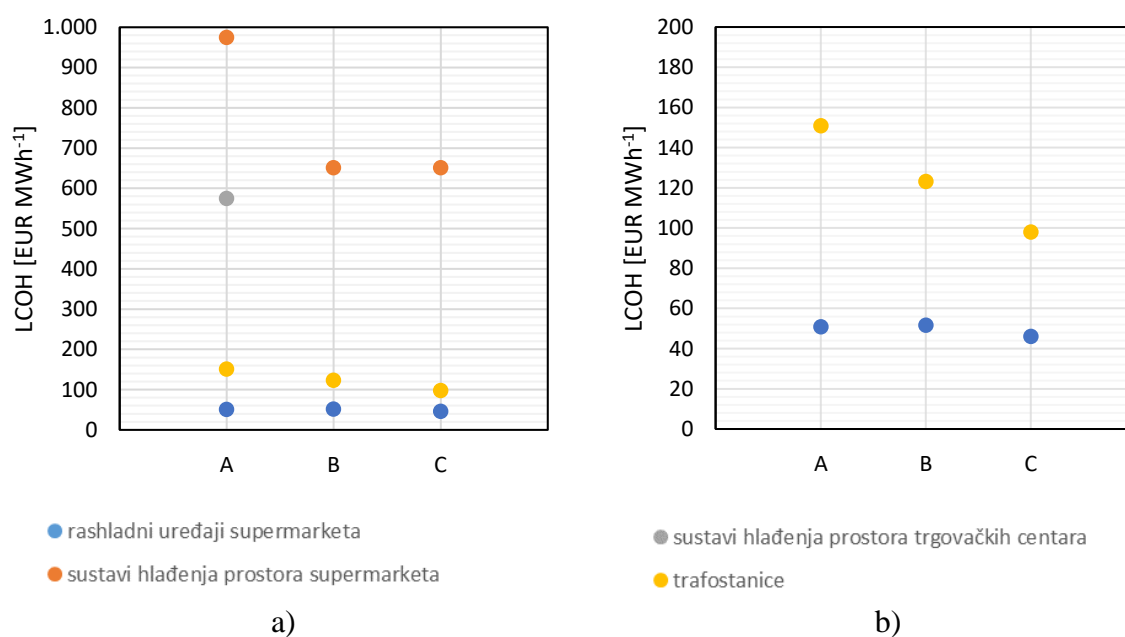 LCOH [EUR MWh⁻¹]
1.000
900
800
700
600
500
400
300
200
100
0
A B C
rashladni uređaji supermarketa
sustavi hlađenja prostora supermarketa
a)
LCOH [EUR MWh⁻¹]
200
180
160
140
120
100
80
60
40
20
0
A B C
sustavi hlađenja prostora trgovačkih centara
trafostanice
b)